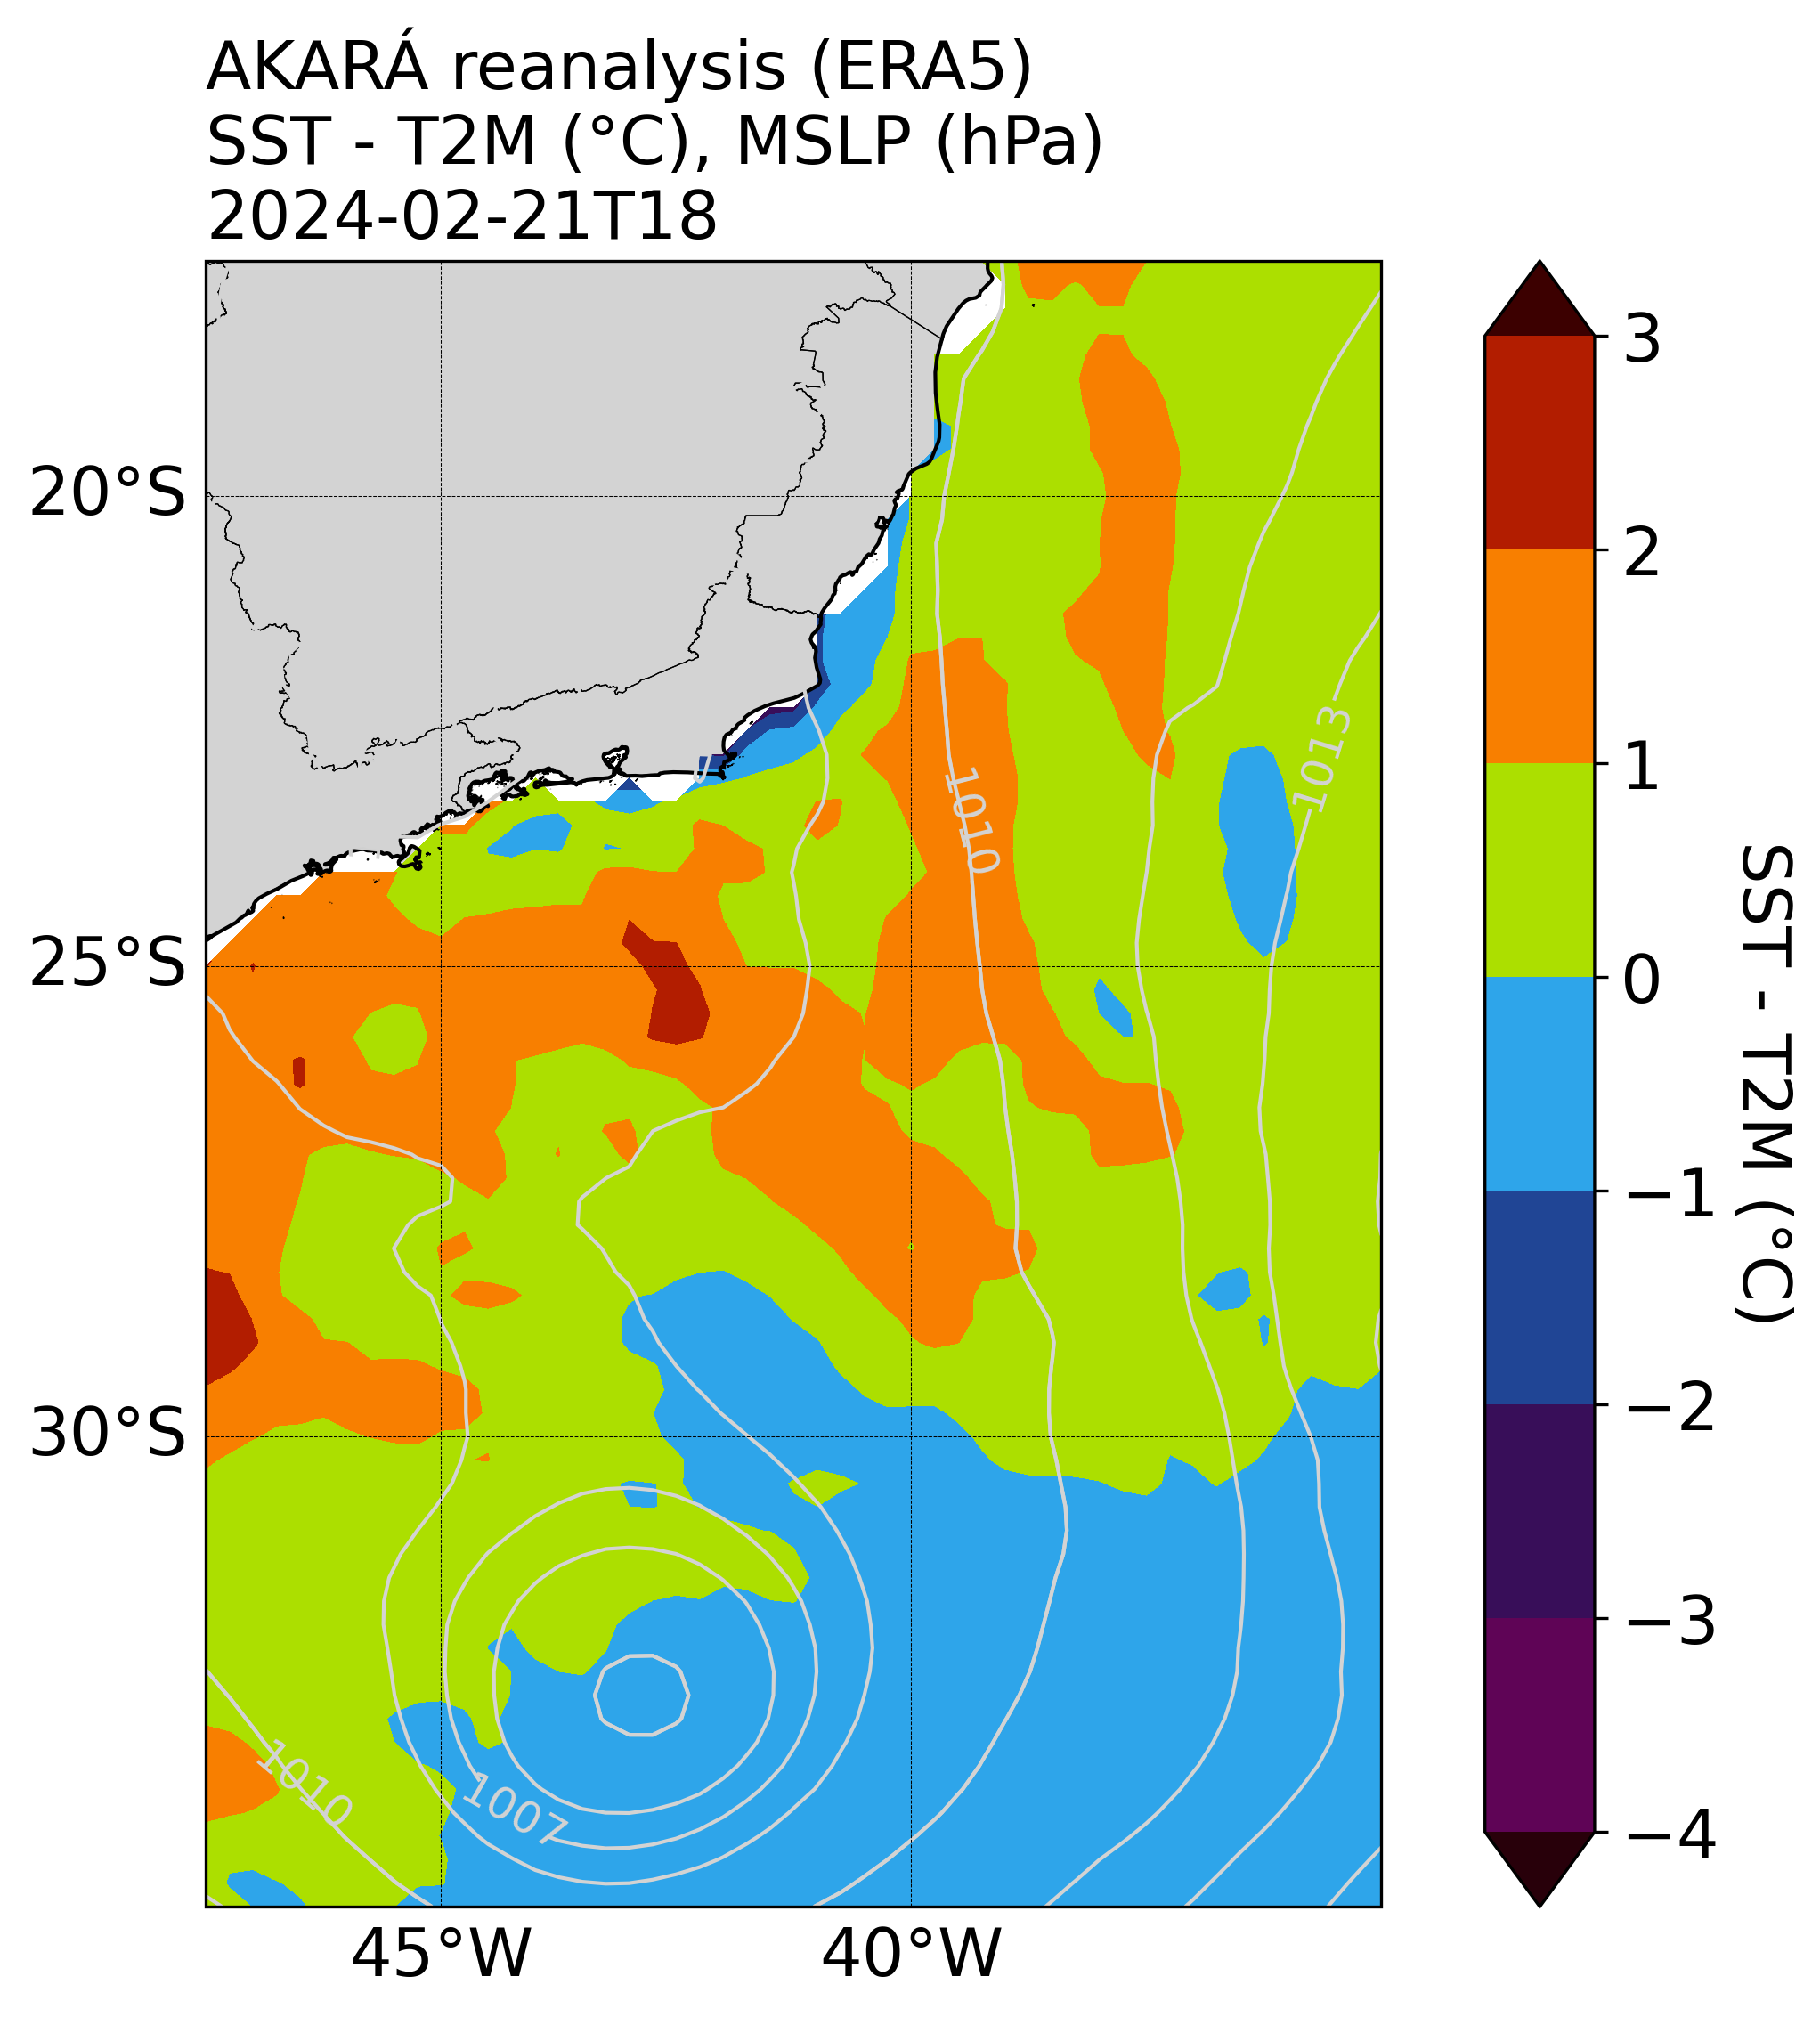 AKARÁ reanalysis (ERA5)
SST - T2M (°C), MSLP (hPa)
2024-02-21T18
20°S
25°S
30°S
45°W
40°W
1010
1013
1010
1007
3
2
1
0
−1
−2
−3
−4
SST - T2M (°C)